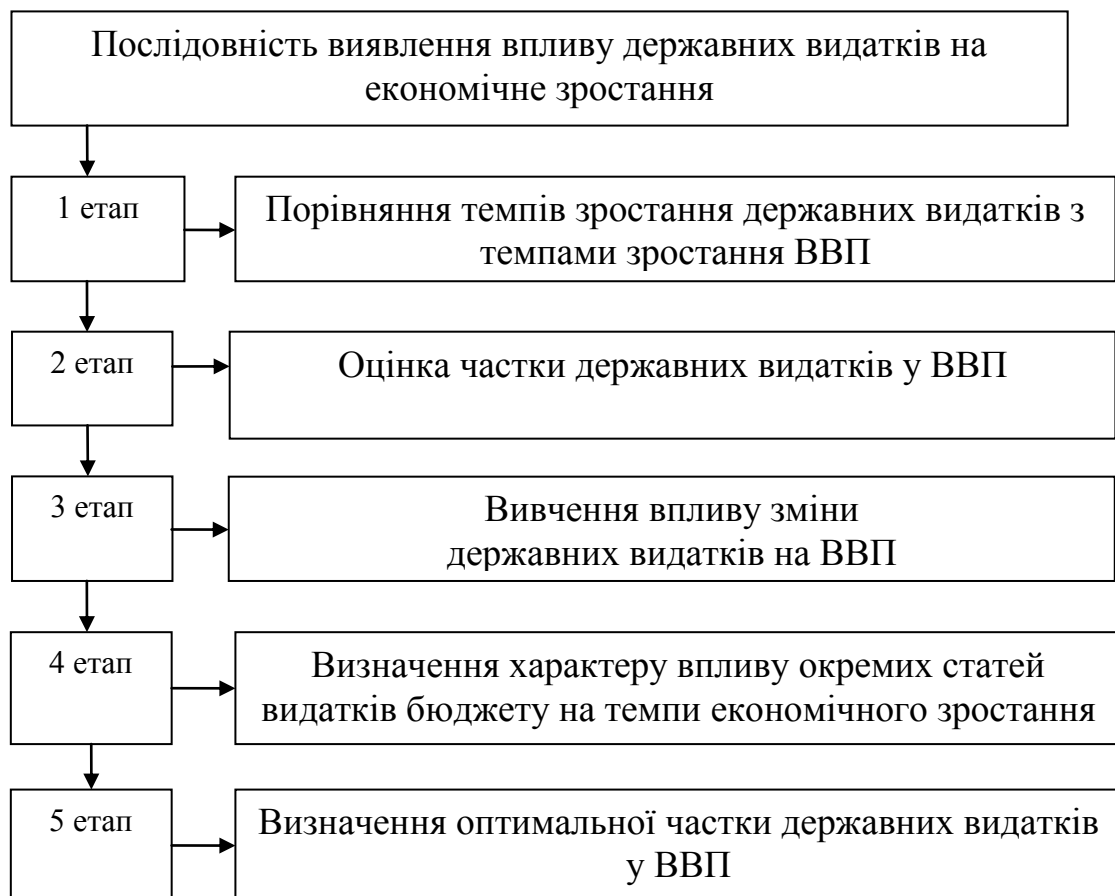 Послідовність виявлення впливу державних видатків на
економічне зростання
1 етап
Порівняння темпів зростання державних видатків з
темпами зростання ВВП
2 етап
Оцінка частки державних видатків у ВВП
3 етап
Вивчення впливу зміни
державних видатків на ВВП
4 етап
Визначення характеру впливу окремих статей
видатків бюджету на темпи економічного зростання
5 етап
Визначення оптимальної частки державних видатків
у ВВП